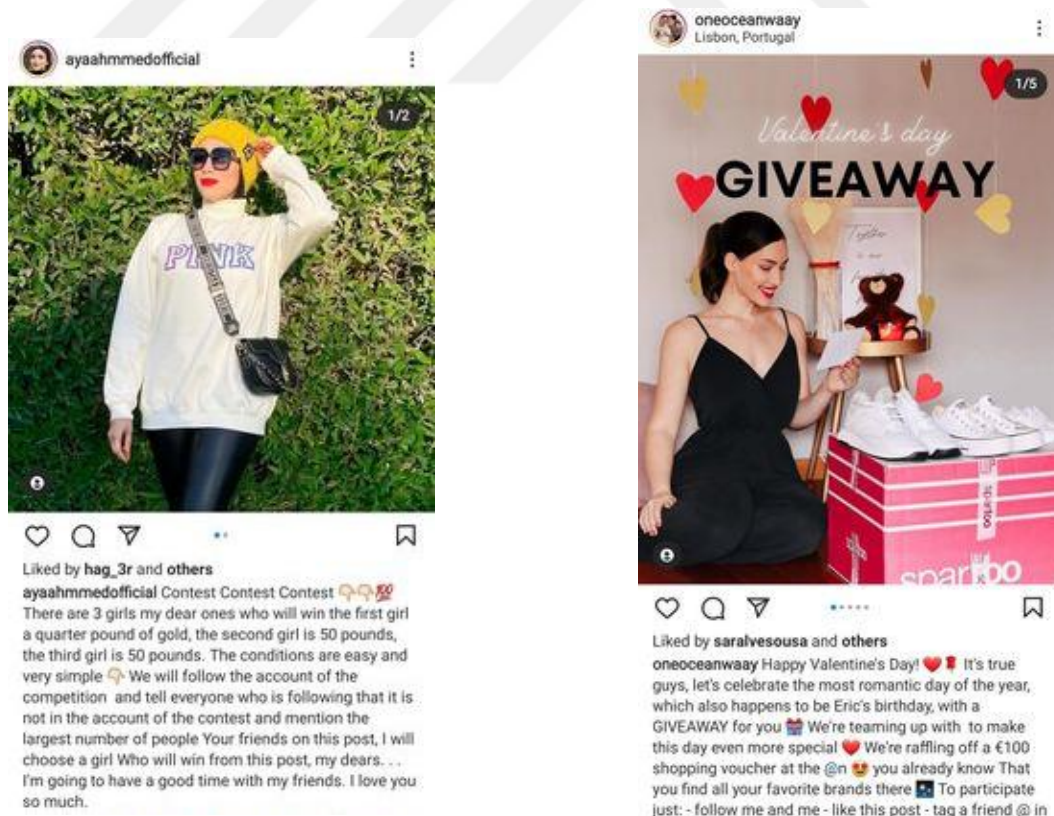 ayaahmmedofficial
1/2
PINK
Liked by hag_3r and others
ayaahmmedofficial Contest Contest Contest 👇👇💯
There are 3 girls my dear ones who will win the first girl
a quarter pound of gold, the second girl is 50 pounds,
the third girl is 50 pounds. The conditions are easy and
very simple 👇 We will follow the account of the
competition and tell everyone who is following that it is
not in the account of the contest and mention the
largest number of people Your friends on this post, I will
choose a girl Who will win from this post, my dears. . .
I'm going to have a good time with my friends. I love you
so much.
oneoceanwaay
Lisbon, Portugal
1/5
Valentine's day
GIVEAWAY
Together
spartoo
spartoo
Liked by saralvesousa and others
oneoceanwaay Happy Valentine's Day! ❤️🌹 It's true
guys, let's celebrate the most romantic day of the year,
which also happens to be Eric's birthday, with a
GIVEAWAY for you 🎁 We're teaming up with to make
this day even more special ❤️ We're raffling off a €100
shopping voucher at the @n 😍 you already know That
you find all your favorite brands there 🌃 To participate
just: - follow me and me - like this post - tag a friend @ in